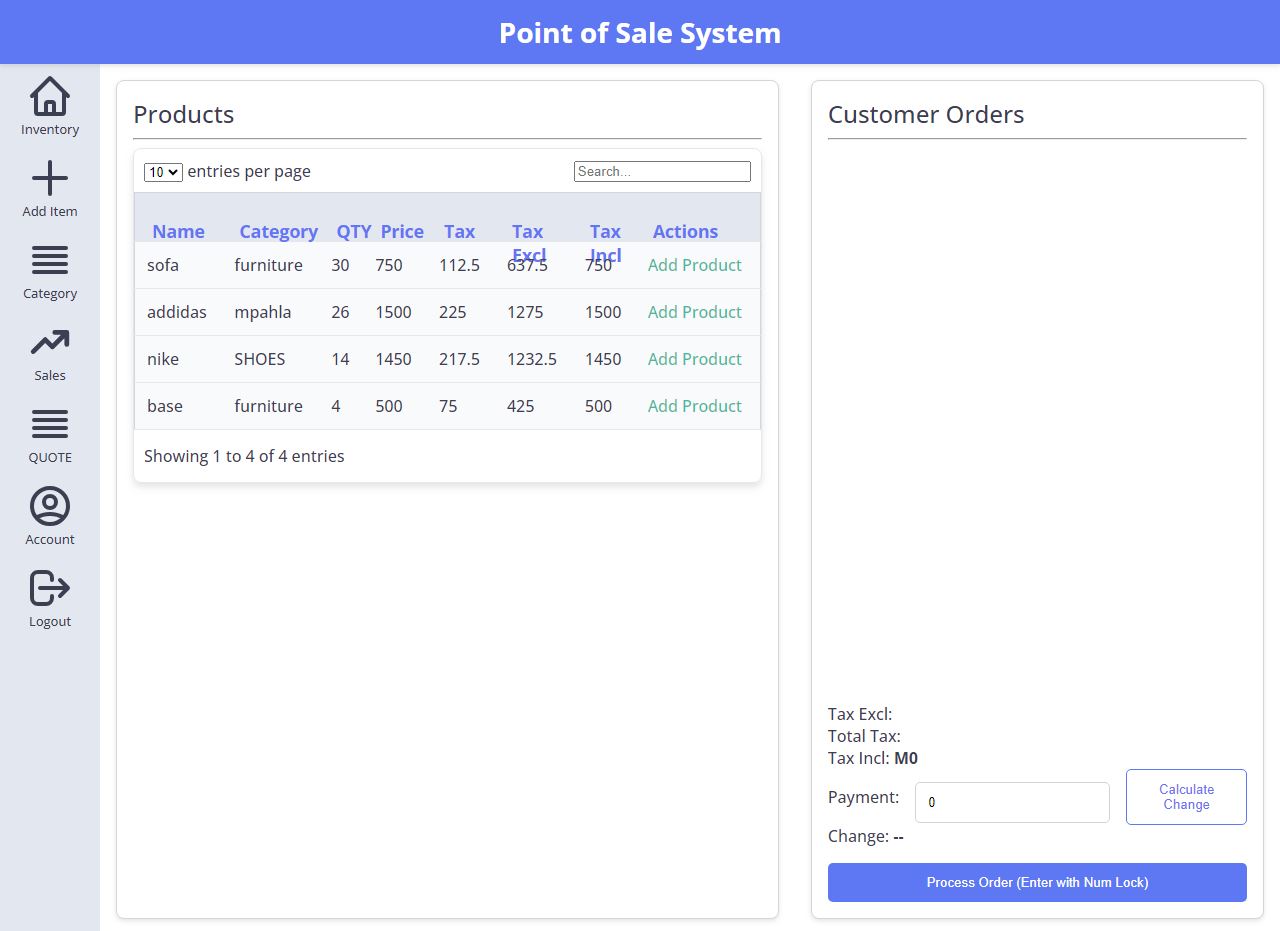 Point of Sale System
Inventory
Add Item
Category
Sales
QUOTE
Account
Logout
Products
10 entries per page Search...
Name Category QTY Price Tax Tax Excl Tax Incl Actions
sofa furniture 30 750 112.5 637.5 750 Add Product
addidas mpahla 26 1500 225 1275 1500 Add Product
nike SHOES 14 1450 217.5 1232.5 1450 Add Product
base furniture 4 500 75 425 500 Add Product
Showing 1 to 4 of 4 entries
Customer Orders
Tax Excl:
Total Tax:
Tax Incl: M0
Payment: 0 Calculate Change
Change: --
Process Order (Enter with Num Lock)